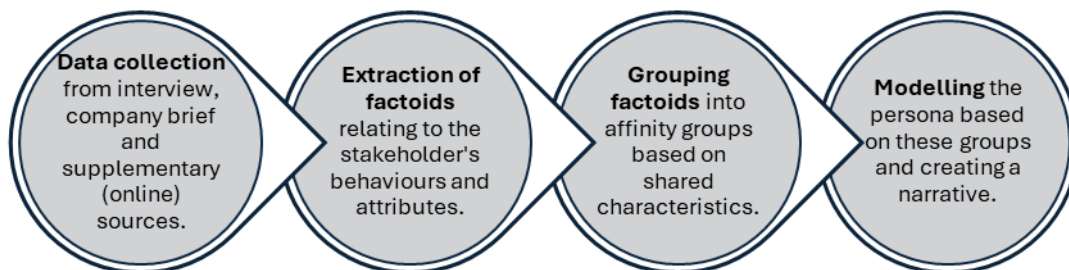 Data collection
from interview,
company brief
and
supplementary
(online)
sources.
Extraction of
factoids
relating to the
stakeholder's
behaviours and
attributes.
Grouping
factoids into
affinity groups
based on
shared
characteristics.
Modelling the
persona based
on these groups
and creating a
narrative.